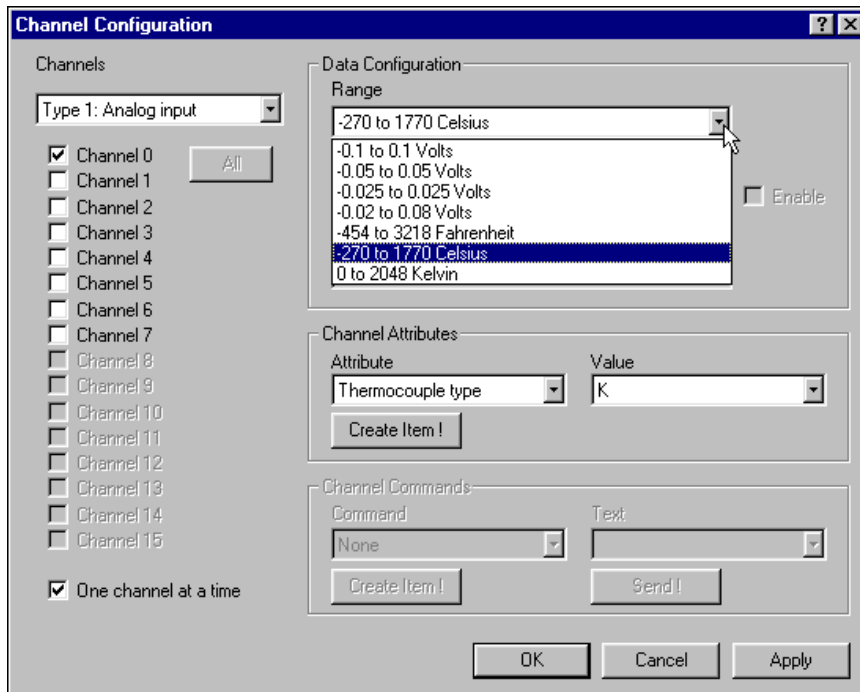 Channel Configuration
Channels
Type 1: Analog input
Channel 0
All
Channel 1
Channel 2
Channel 3
Channel 4
Channel 5
Channel 6
Channel 7
Channel 8
Channel 9
Channel 10
Channel 11
Channel 12
Channel 13
Channel 14
Channel 15
One channel at a time
Data Configuration
Range
-270 to 1770 Celsius
-0.1 to 0.1 Volts
-0.05 to 0.05 Volts
-0.025 to 0.025 Volts
-0.02 to 0.08 Volts
-454 to 3218 Fahrenheit
-270 to 1770 Celsius
0 to 2048 Kelvin
Enable
Channel Attributes
Attribute Value
Thermocouple type K
Create Item !
Channel Commands
Command Text
None
Create Item ! Send !
OK Cancel Apply